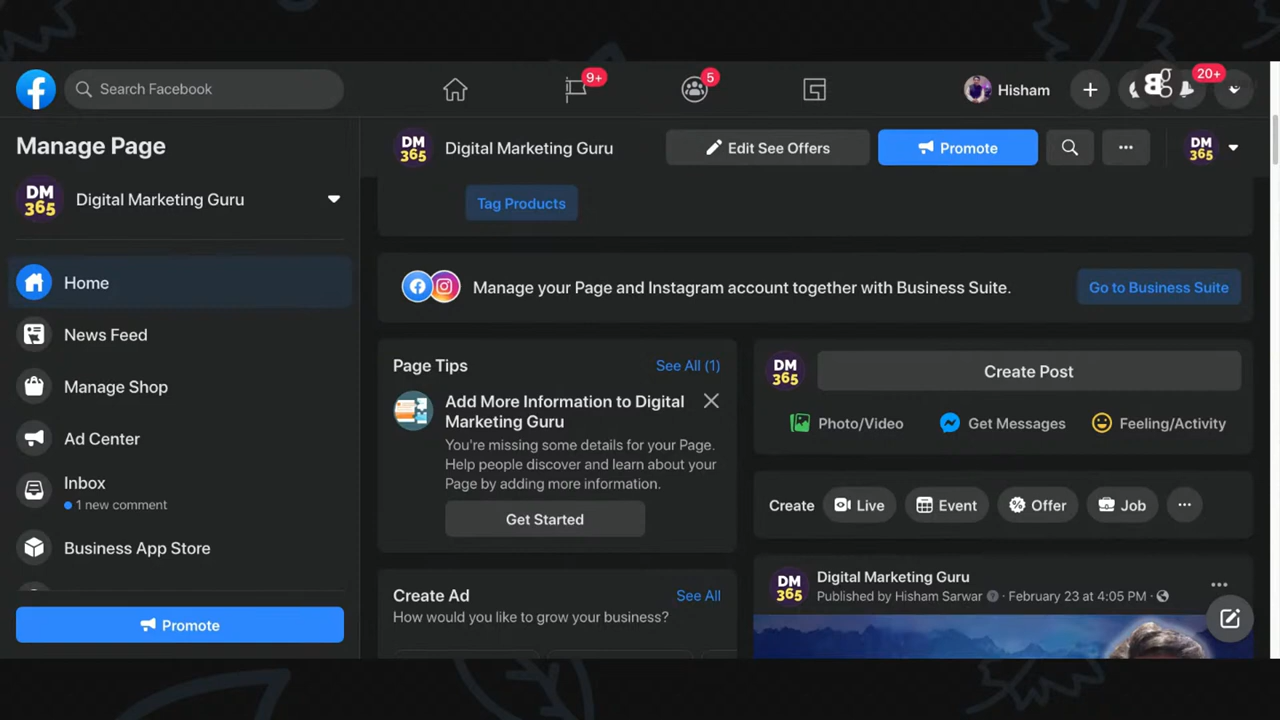 Search Facebook
9+
5
Hisham
20+
Manage Page
DM
365
Digital Marketing Guru
Home
News Feed
Manage Shop
Ad Center
Inbox
1 new comment
Business App Store
Promote
DM
365
Digital Marketing Guru
Edit See Offers
Promote
DM
365
Tag Products
Manage your Page and Instagram account together with Business Suite.
Go to Business Suite
Page Tips
See All (1)
Add More Information to Digital
Marketing Guru
You're missing some details for your Page.
Help people discover and learn about your
Page by adding more information.
Get Started
Create Ad
See All
How would you like to grow your business?
DM
365
Create Post
Photo/Video
Get Messages
Feeling/Activity
Create
Live
Event
Offer
Job
DM
365
Digital Marketing Guru
Published by Hisham Sarwar · February 23 at 4:05 PM ·